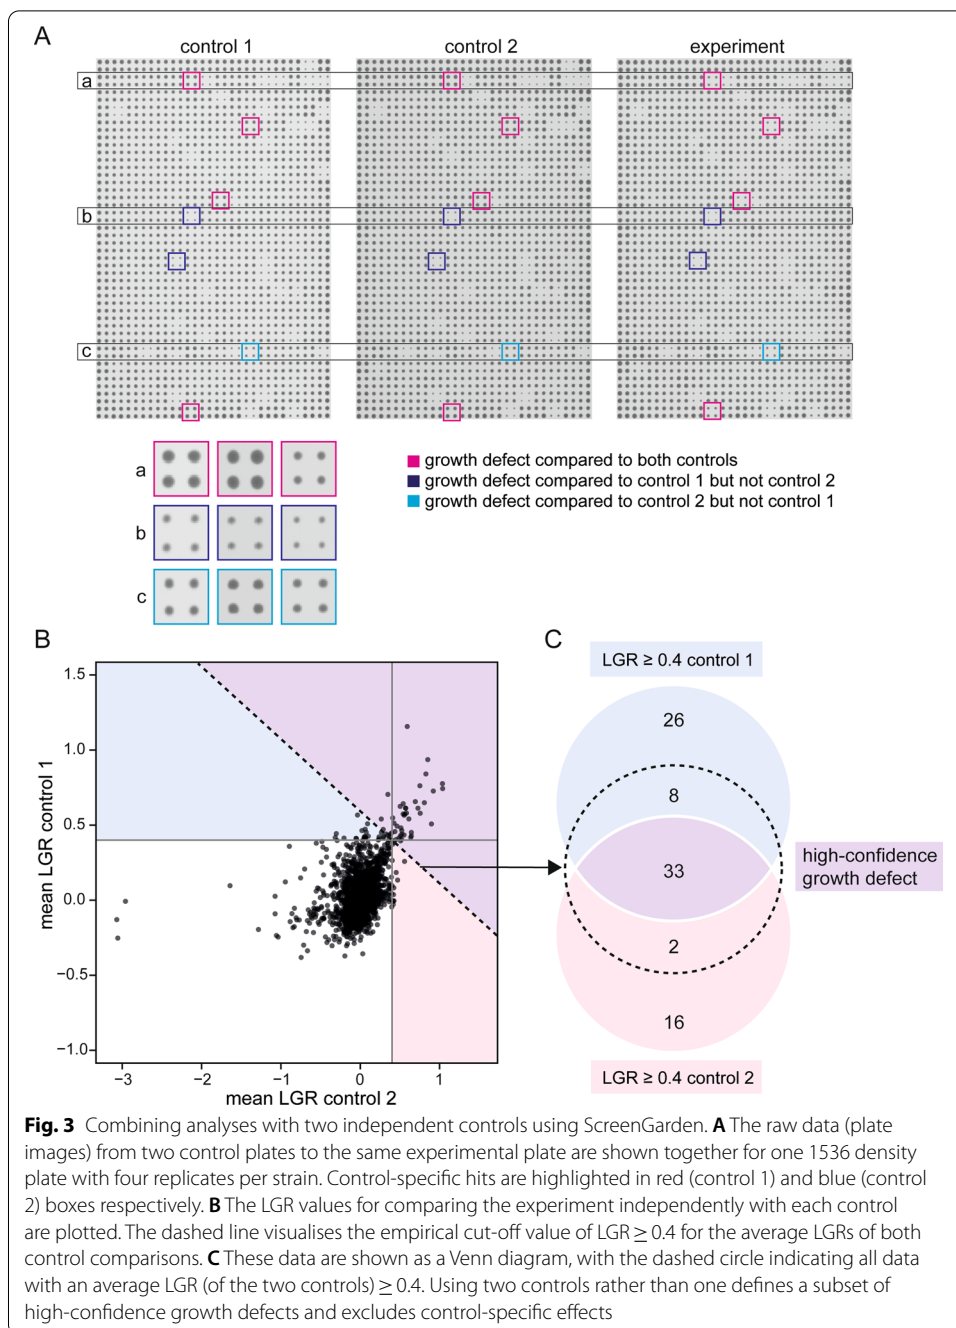 A
control 1
control 2
experiment
a
b
c
a
b
c
growth defect compared to both controls
growth defect compared to control 1 but not control 2
growth defect compared to control 2 but not control 1
B
1.5
1.0
0.5
0.0
−0.5
−1.0
mean LGR control 1
−3
−2
−1
0
1
mean LGR control 2
C
LGR ≥ 0.4 control 1
26
8
33
2
16
high-confidence
growth defect
LGR ≥ 0.4 control 2
Fig. 3 Combining analyses with two independent controls using ScreenGarden. A The raw data (plate
images) from two control plates to the same experimental plate are shown together for one 1536 density
plate with four replicates per strain. Control-specific hits are highlighted in red (control 1) and blue (control
2) boxes respectively. B The LGR values for comparing the experiment independently with each control
are plotted. The dashed line visualises the empirical cut-off value of LGR ≥ 0.4 for the average LGRs of both
control comparisons. C These data are shown as a Venn diagram, with the dashed circle indicating all data
with an average LGR (of the two controls) ≥ 0.4. Using two controls rather than one defines a subset of
high-confidence growth defects and excludes control-specific effects